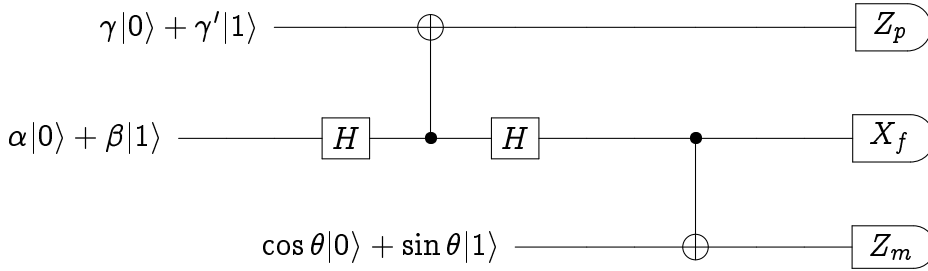 γ|0⟩ + γ′|1⟩ Z_p
α|0⟩ + β|1⟩ H H X_f
cos θ|0⟩ + sin θ|1⟩ Z_m